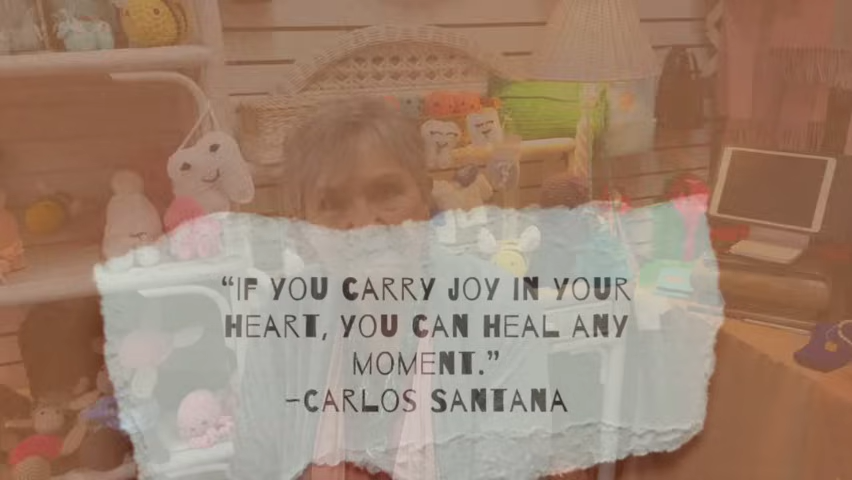 “IF YOU CARRY JOY IN YOUR
HEART, YOU CAN HEAL ANY
MOMENT.”
-CARLOS SANTANA